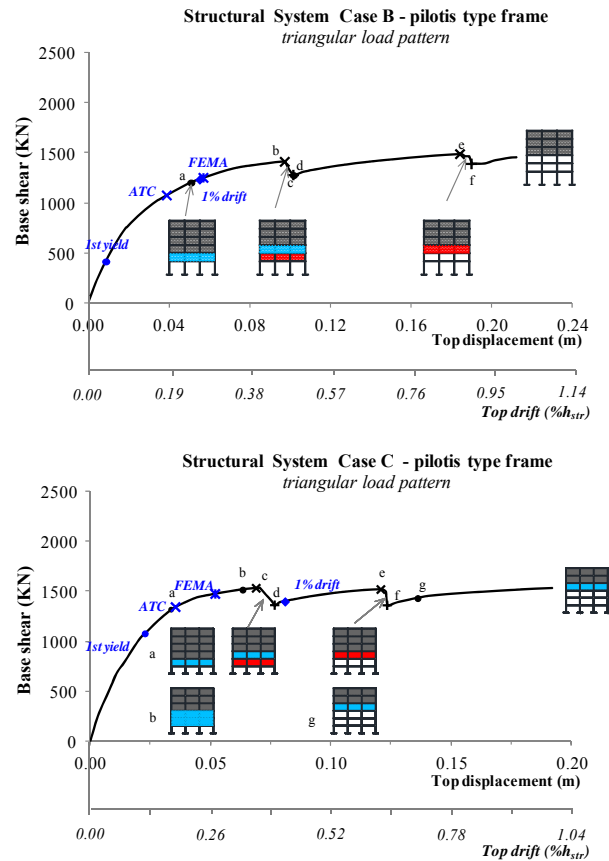 Structural System Case B - pilotis type frame
triangular load pattern
2500
2000
1500
1000
500
0
Base shear (KN)
1st yield
ATC
a
FEMA
1% drift
b
c
d
e
f
0.00
0.04
0.08
0.12
0.16
0.20
0.24
Top displacement (m)
0.00
0.19
0.38
0.57
0.76
0.95
1.14
Top drift (%hstr)
Structural System Case C - pilotis type frame
triangular load pattern
2500
2000
1500
1000
500
0
Base shear (KN)
1st yield
ATC
a
FEMA
b
c
d
1% drift
e
f
g
a
b
g
0.00
0.05
0.10
0.15
0.20
Top displacement (m)
0.00
0.26
0.52
0.78
1.04
Top drift (%hstr)